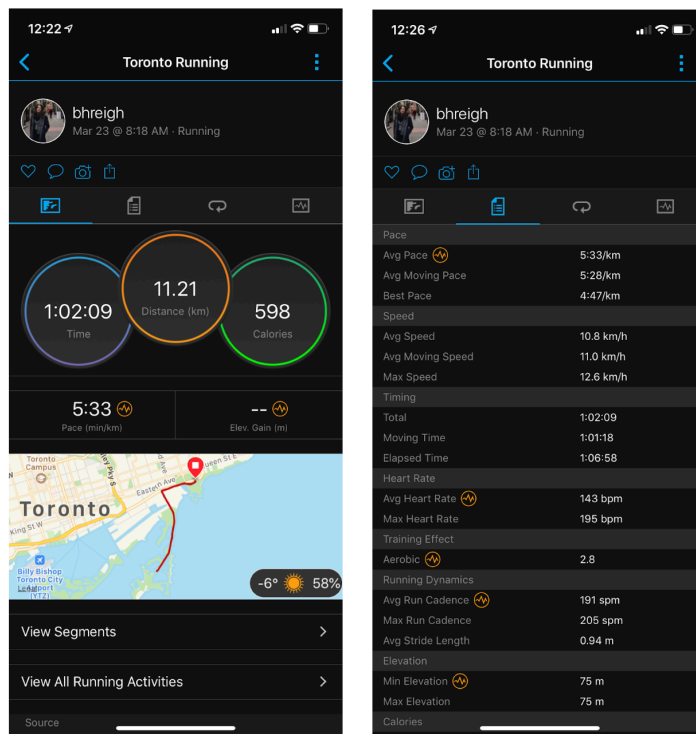 12:22
Toronto Running
bhreigh
Mar 23 @ 8:18 AM · Running
1:02:09
Time
11.21
Distance (km)
598
Calories
5:33
Pace (min/km)
--
Elev. Gain (m)
Toronto
Campus
ley Pky S
d Ave
ueen St E
Eastern Ave
Toronto
King St W
Billy Bishop
Toronto City
Airport
(YTZ)
Legal
-6° 58%
View Segments
View All Running Activities
Source
12:26
Toronto Running
bhreigh
Mar 23 @ 8:18 AM · Running
Pace
Avg Pace 5:33/km
Avg Moving Pace 5:28/km
Best Pace 4:47/km
Speed
Avg Speed 10.8 km/h
Avg Moving Speed 11.0 km/h
Max Speed 12.6 km/h
Timing
Total 1:02:09
Moving Time 1:01:18
Elapsed Time 1:06:58
Heart Rate
Avg Heart Rate 143 bpm
Max Heart Rate 195 bpm
Training Effect
Aerobic 2.8
Running Dynamics
Avg Run Cadence 191 spm
Max Run Cadence 205 spm
Avg Stride Length 0.94 m
Elevation
Min Elevation 75 m
Max Elevation 75 m
Calories